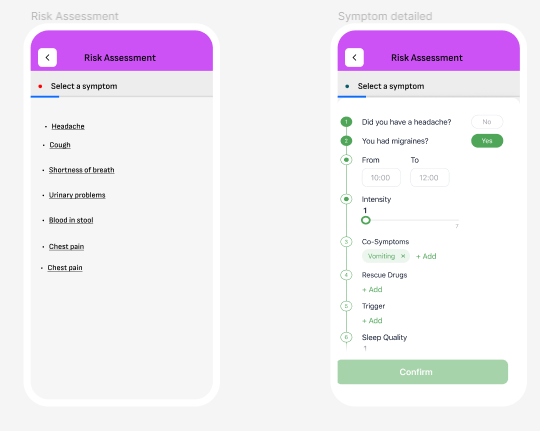 Risk Assessment
Risk Assessment
Select a symptom
Headache
Cough
Shortness of breath
Urinary problems
Blood in stool
Chest pain
Chest pain
Symptom detailed
Risk Assessment
Select a symptom
1 Did you have a headache? No
2 You had migraines? Yes
From To
10:00 12:00
Intensity
1
7
3 Co-Symptoms
Vomiting × + Add
4 Rescue Drugs
+ Add
5 Trigger
+ Add
6 Sleep Quality
Confirm